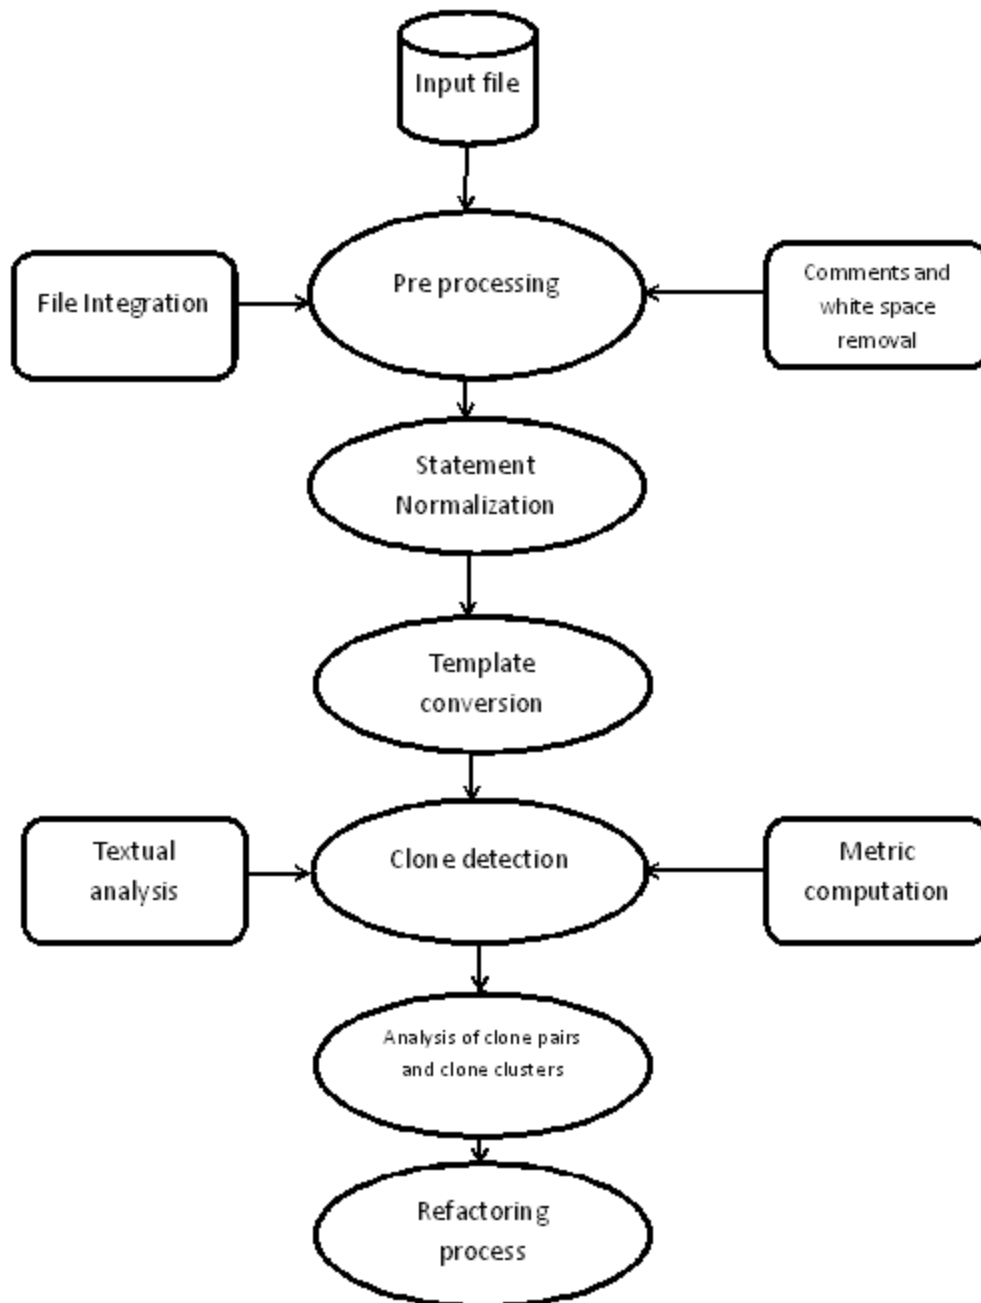 Input file
Pre processing
File Integration
Comments and
white space
removal
Statement
Normalization
Template
conversion
Textual
analysis
Clone detection
Metric
computation
Analysis of clone pairs
and clone clusters
Refactoring
process